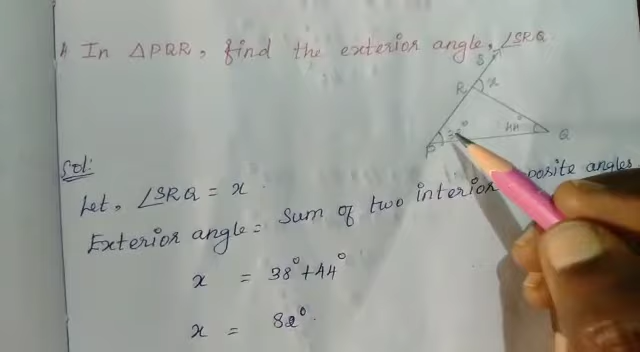 In △PQR, find the exterior angle, ∠SRQ
S
R x
44° Q
P
Sol:
Let, ∠SRQ = x.
Exterior angle = Sum of two interior opposite angles
x = 38° + 44°
x = 82°.